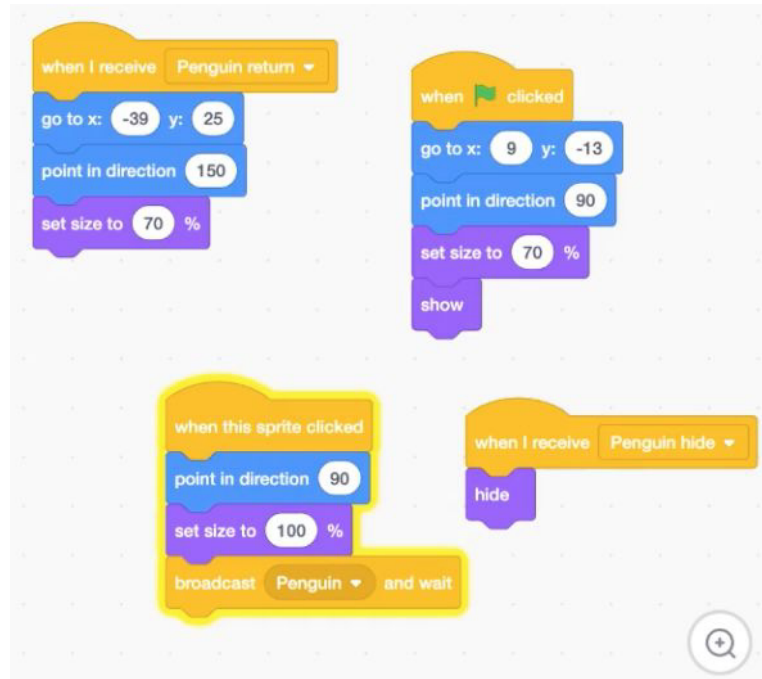 when I receive Penguin return
go to x: -39 y: 25
point in direction 150
set size to 70 %
when clicked
go to x: 9 y: -13
point in direction 90
set size to 70 %
show
when this sprite clicked
point in direction 90
set size to 100 %
broadcast Penguin and wait
when I receive Penguin hide
hide